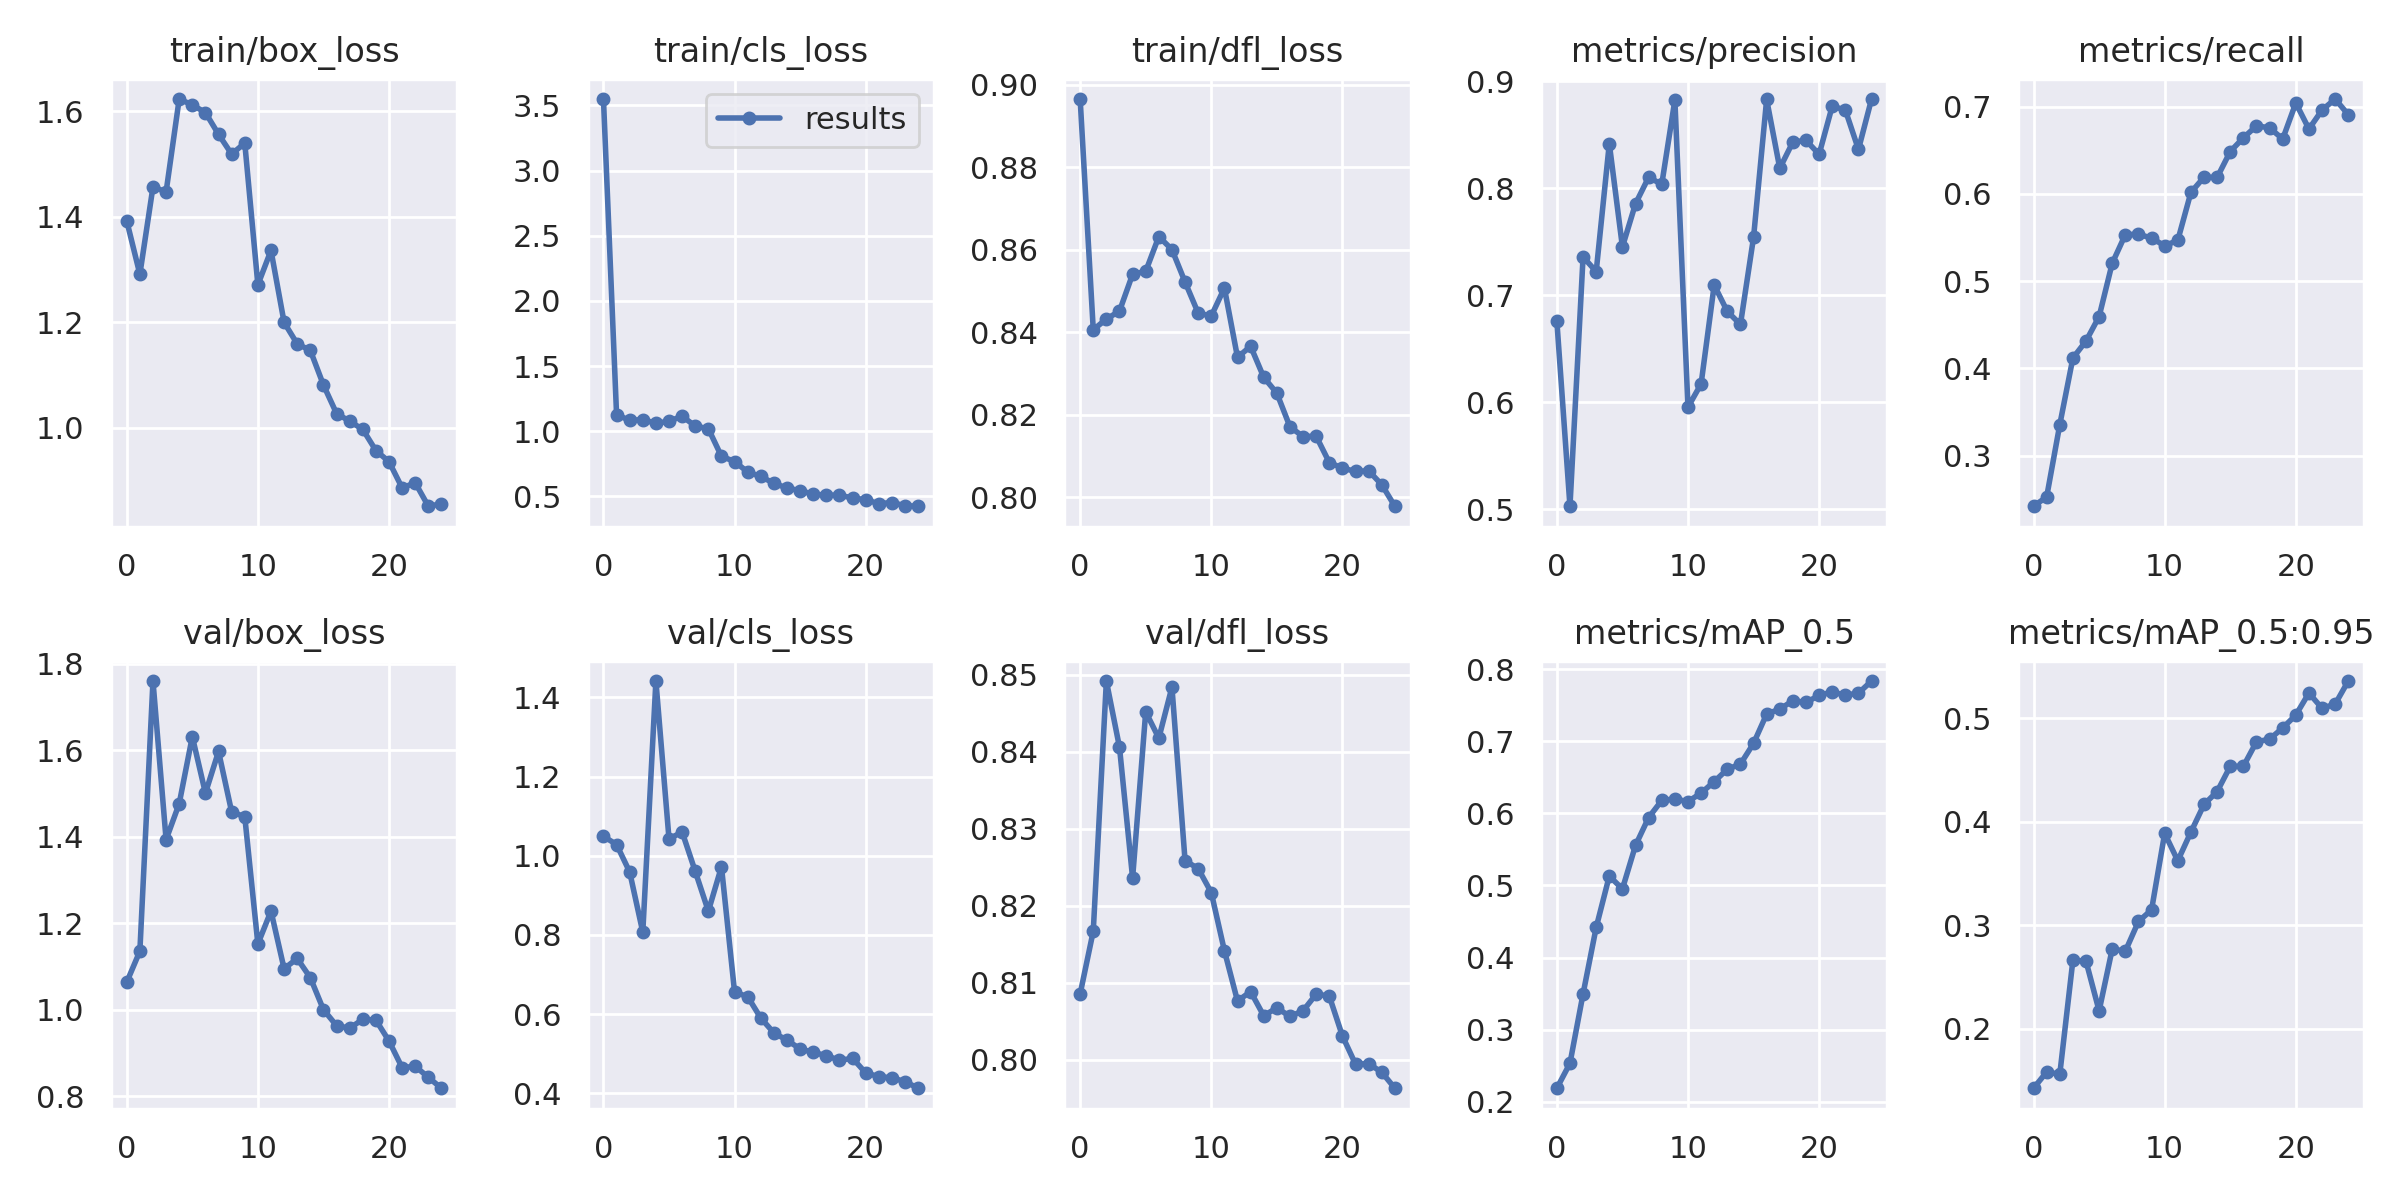 train/box_loss
1.6
1.4
1.2
1.0
0 10 20
train/cls_loss
results
3.5
3.0
2.5
2.0
1.5
1.0
0.5
0 10 20
train/dfl_loss
0.90
0.88
0.86
0.84
0.82
0.80
0 10 20
metrics/precision
0.9
0.8
0.7
0.6
0.5
0 10 20
metrics/recall
0.7
0.6
0.5
0.4
0.3
0 10 20
val/box_loss
1.8
1.6
1.4
1.2
1.0
0.8
0 10 20
val/cls_loss
1.4
1.2
1.0
0.8
0.6
0.4
0 10 20
val/dfl_loss
0.85
0.84
0.83
0.82
0.81
0.80
0 10 20
metrics/mAP_0.5
0.8
0.7
0.6
0.5
0.4
0.3
0.2
0 10 20
metrics/mAP_0.5:0.95
0.5
0.4
0.3
0.2
0 10 20